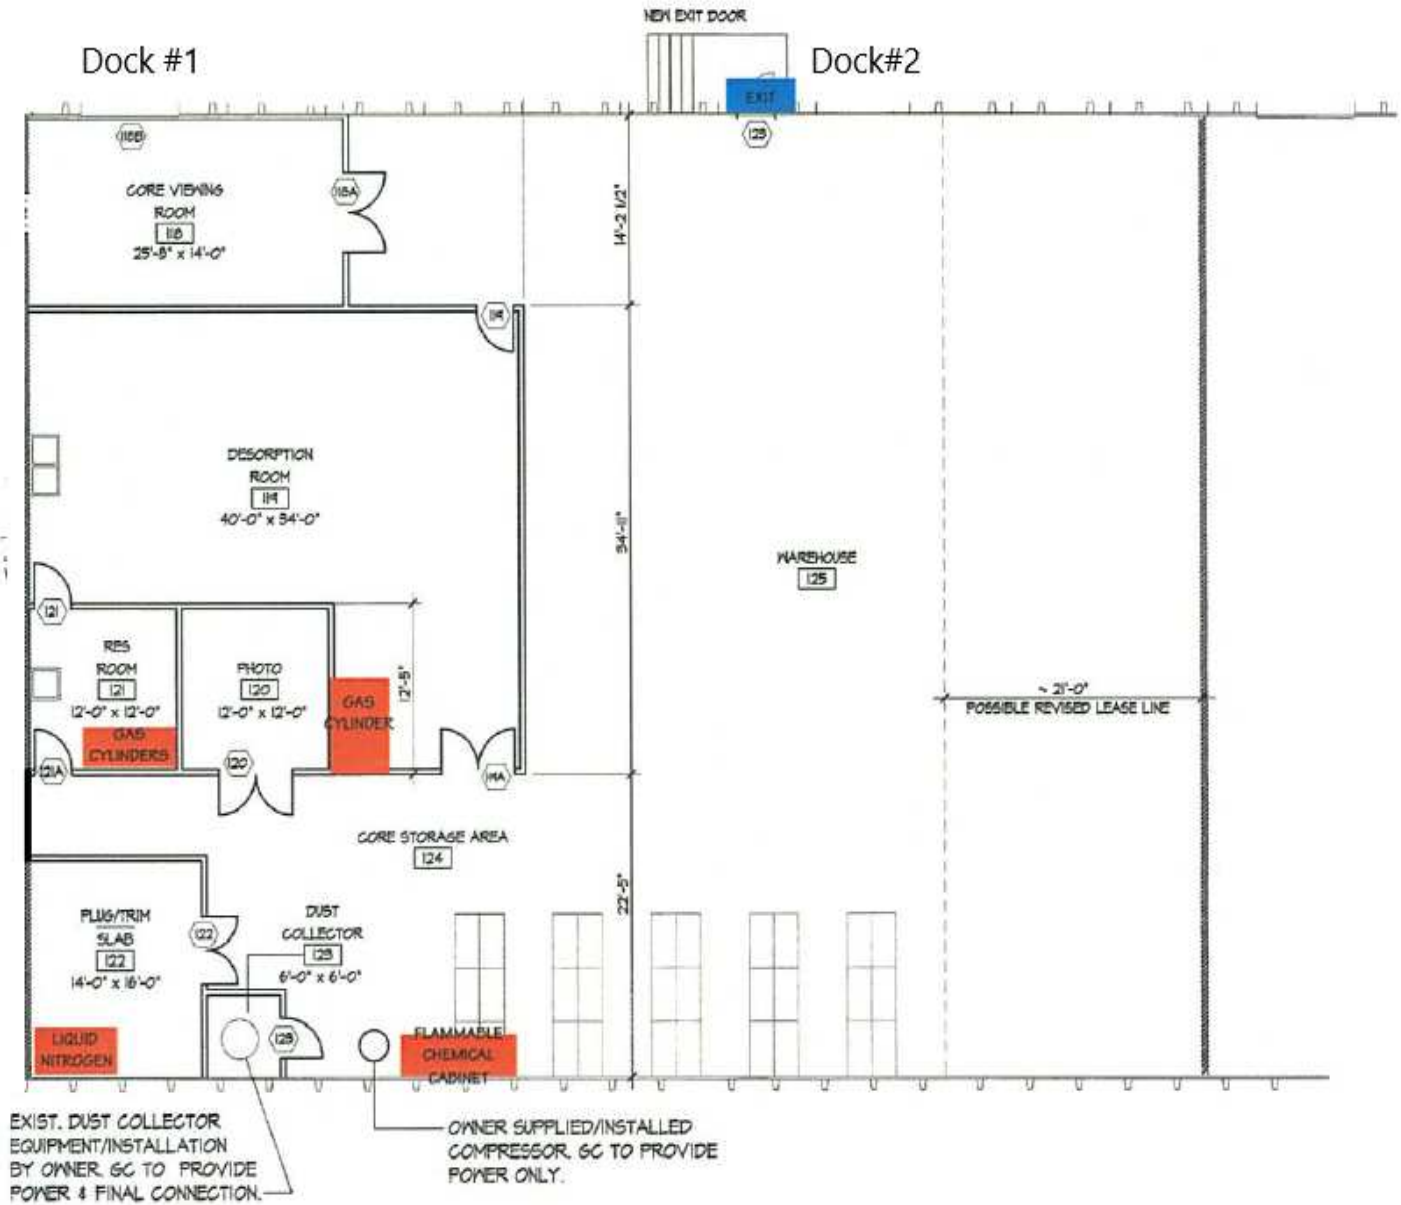 NEW EXIT DOOR
Dock #1
Dock#2
EXIT
118B
123
CORE VIEWING
ROOM
118
25'-8" x 14'-0"
118A
14'-2 1/2"
119
DESORPTION
ROOM
119
40'-0" x 34'-0"
34'-11"
WAREHOUSE
125
121
RES
ROOM
121
12'-0" x 12'-0"
GAS
CYLINDERS
121A
PHOTO
120
12'-0" x 12'-0"
120
GAS
CYLINDER
12'-5"
119A
~ 21'-0"
POSSIBLE REVISED LEASE LINE
CORE STORAGE AREA
124
22'-5"
PLUG/TRIM
SLAB
122
14'-0" x 18'-0"
122
DUST
COLLECTOR
123
6'-0" x 6'-0"
LIQUID
NITROGEN
123
FLAMMABLE
CHEMICAL
CABINET
EXIST. DUST COLLECTOR
EQUIPMENT/INSTALLATION
BY OWNER. GC TO PROVIDE
POWER & FINAL CONNECTION.
OWNER SUPPLIED/INSTALLED
COMPRESSOR. GC TO PROVIDE
POWER ONLY.